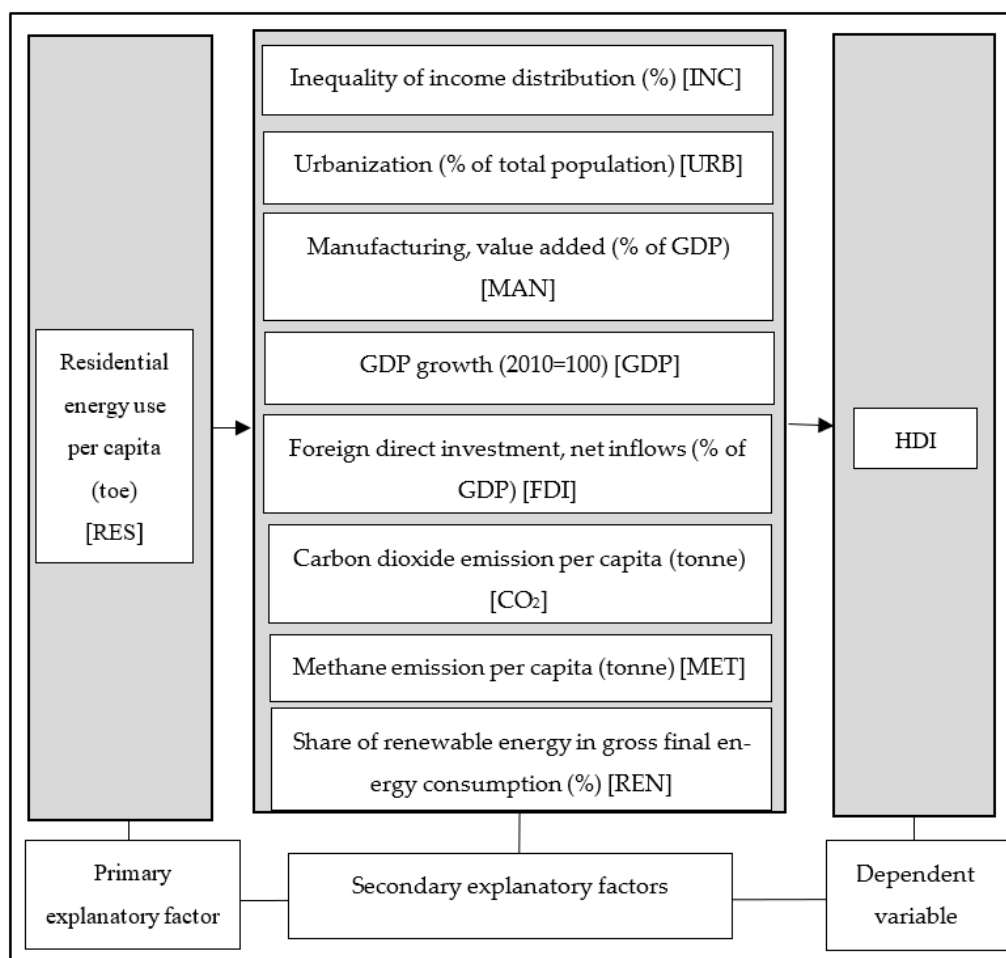 Residential
energy use
per capita
(toe)
[RES]
Inequality of income distribution (%) [INC]
Urbanization (% of total population) [URB]
Manufacturing, value added (% of GDP)
[MAN]
GDP growth (2010=100) [GDP]
Foreign direct investment, net inflows (% of
GDP) [FDI]
Carbon dioxide emission per capita (tonne)
[CO₂]
Methane emission per capita (tonne) [MET]
Share of renewable energy in gross final en-
ergy consumption (%) [REN]
HDI
Primary
explanatory factor
Secondary explanatory factors
Dependent
variable